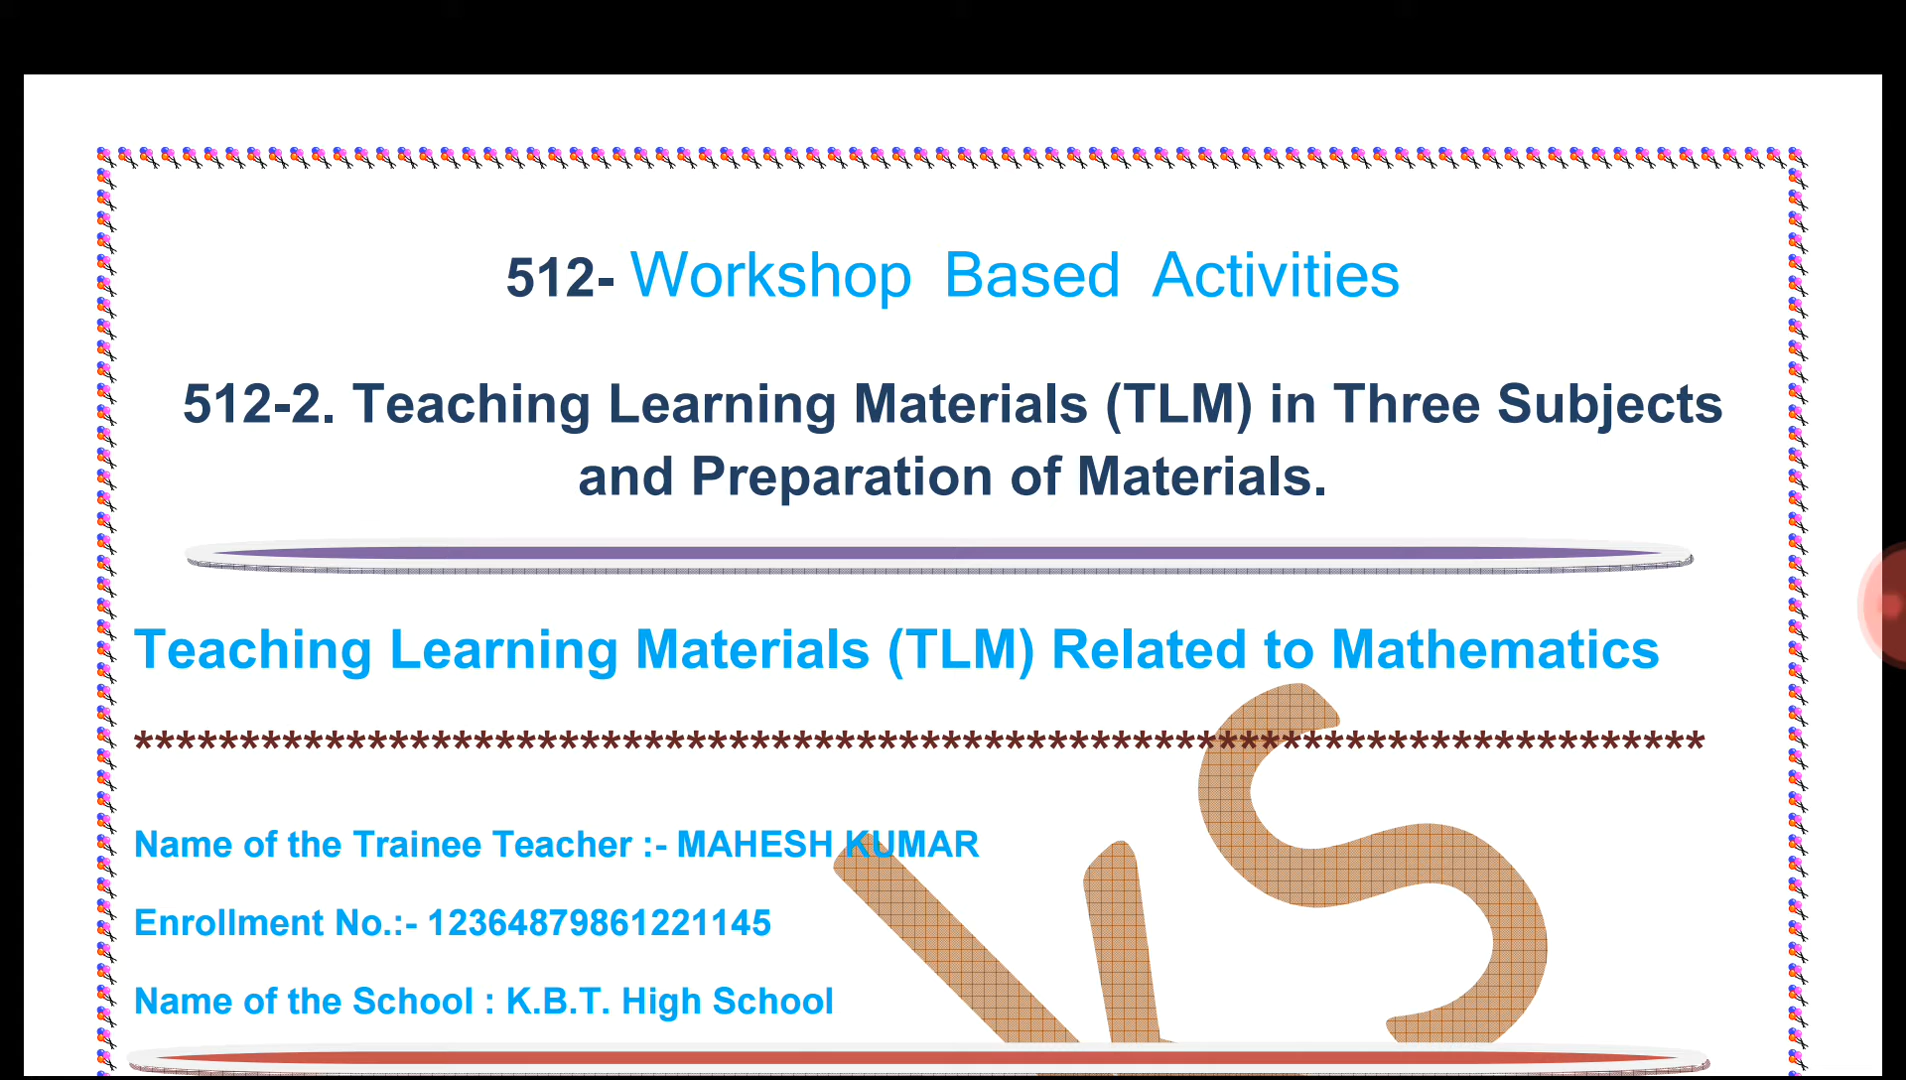 512- Workshop Based Activities
512-2. Teaching Learning Materials (TLM) in Three Subjects
and Preparation of Materials.
Teaching Learning Materials (TLM) Related to Mathematics
**************************************************************************
Name of the Trainee Teacher :- MAHESH KUMAR
Enrollment No.:- 12364879861221145
Name of the School : K.B.T. High School